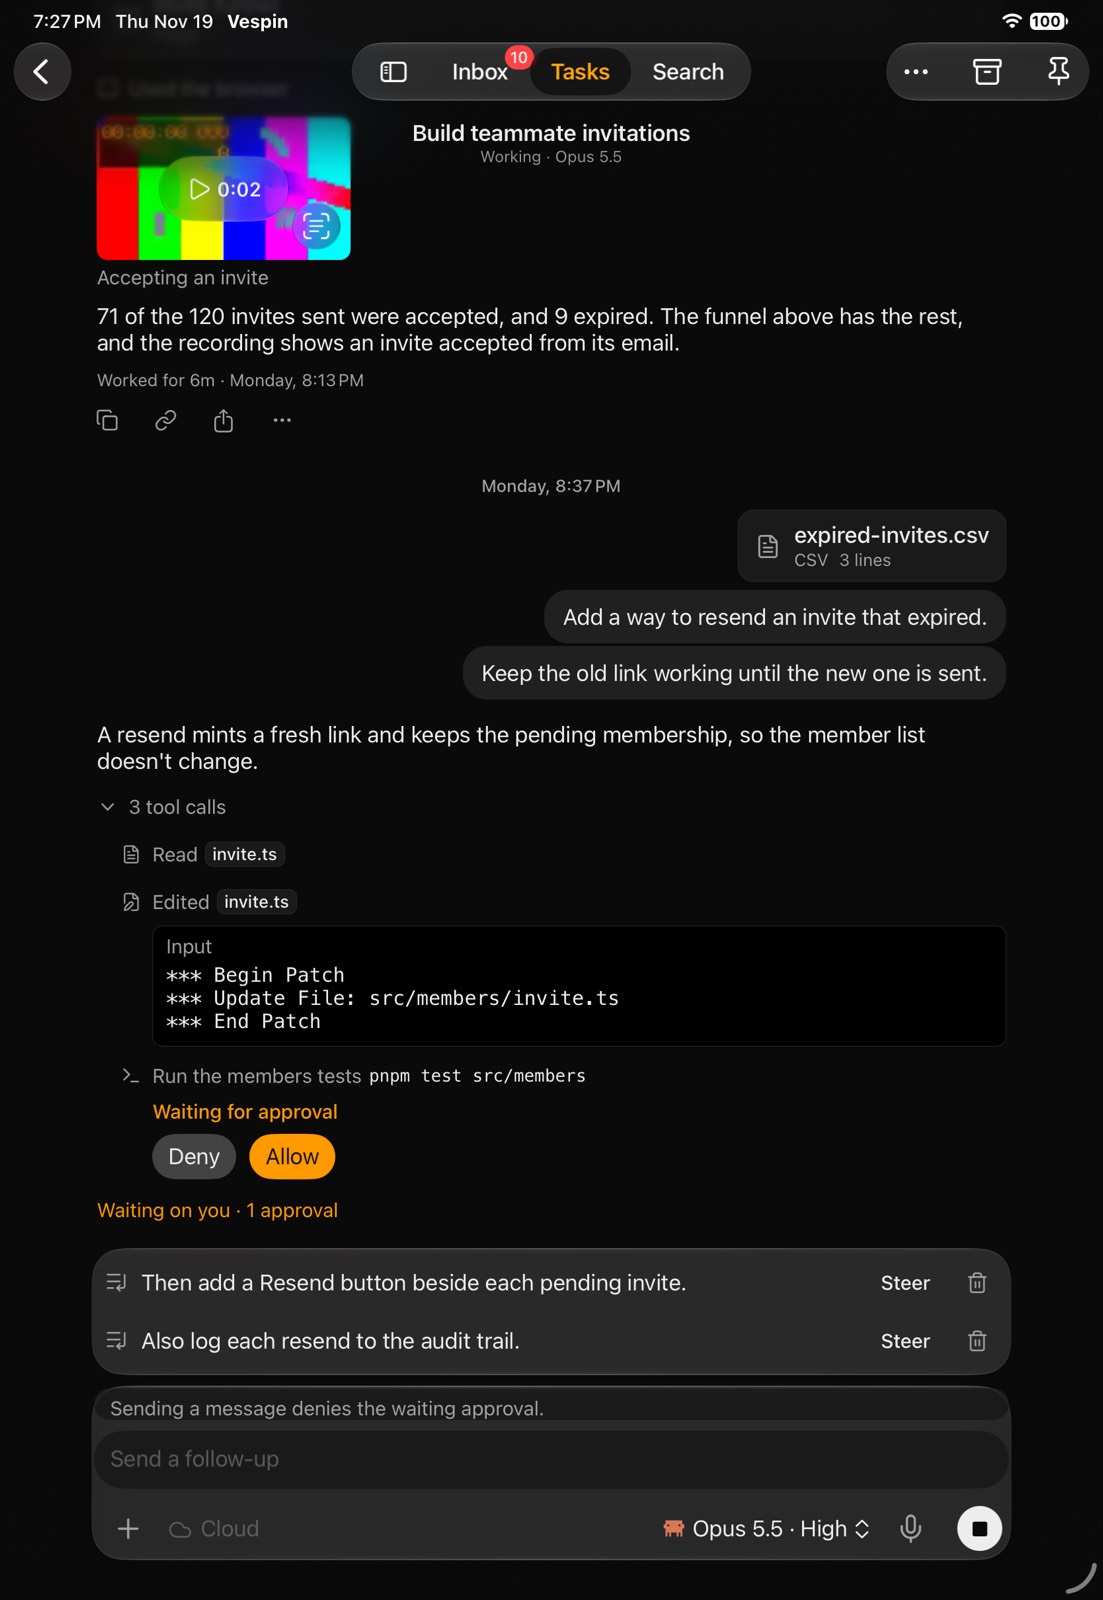 7:27 PM Thu Nov 19 Vespin
100
Inbox 10 Tasks Search
Used the browser
Build teammate invitations
Working · Opus 5.5
0:02
Accepting an invite
71 of the 120 invites sent were accepted, and 9 expired. The funnel above has the rest,
and the recording shows an invite accepted from its email.
Worked for 6m · Monday, 8:13 PM
Monday, 8:37 PM
expired-invites.csv
CSV 3 lines
Add a way to resend an invite that expired.
Keep the old link working until the new one is sent.
A resend mints a fresh link and keeps the pending membership, so the member list
doesn't change.
3 tool calls
Read invite.ts
Edited invite.ts
Input
*** Begin Patch
*** Update File: src/members/invite.ts
*** End Patch
Run the members tests pnpm test src/members
Waiting for approval
Deny Allow
Waiting on you · 1 approval
Then add a Resend button beside each pending invite. Steer
Also log each resend to the audit trail. Steer
Sending a message denies the waiting approval.
Send a follow-up
Cloud Opus 5.5 · High